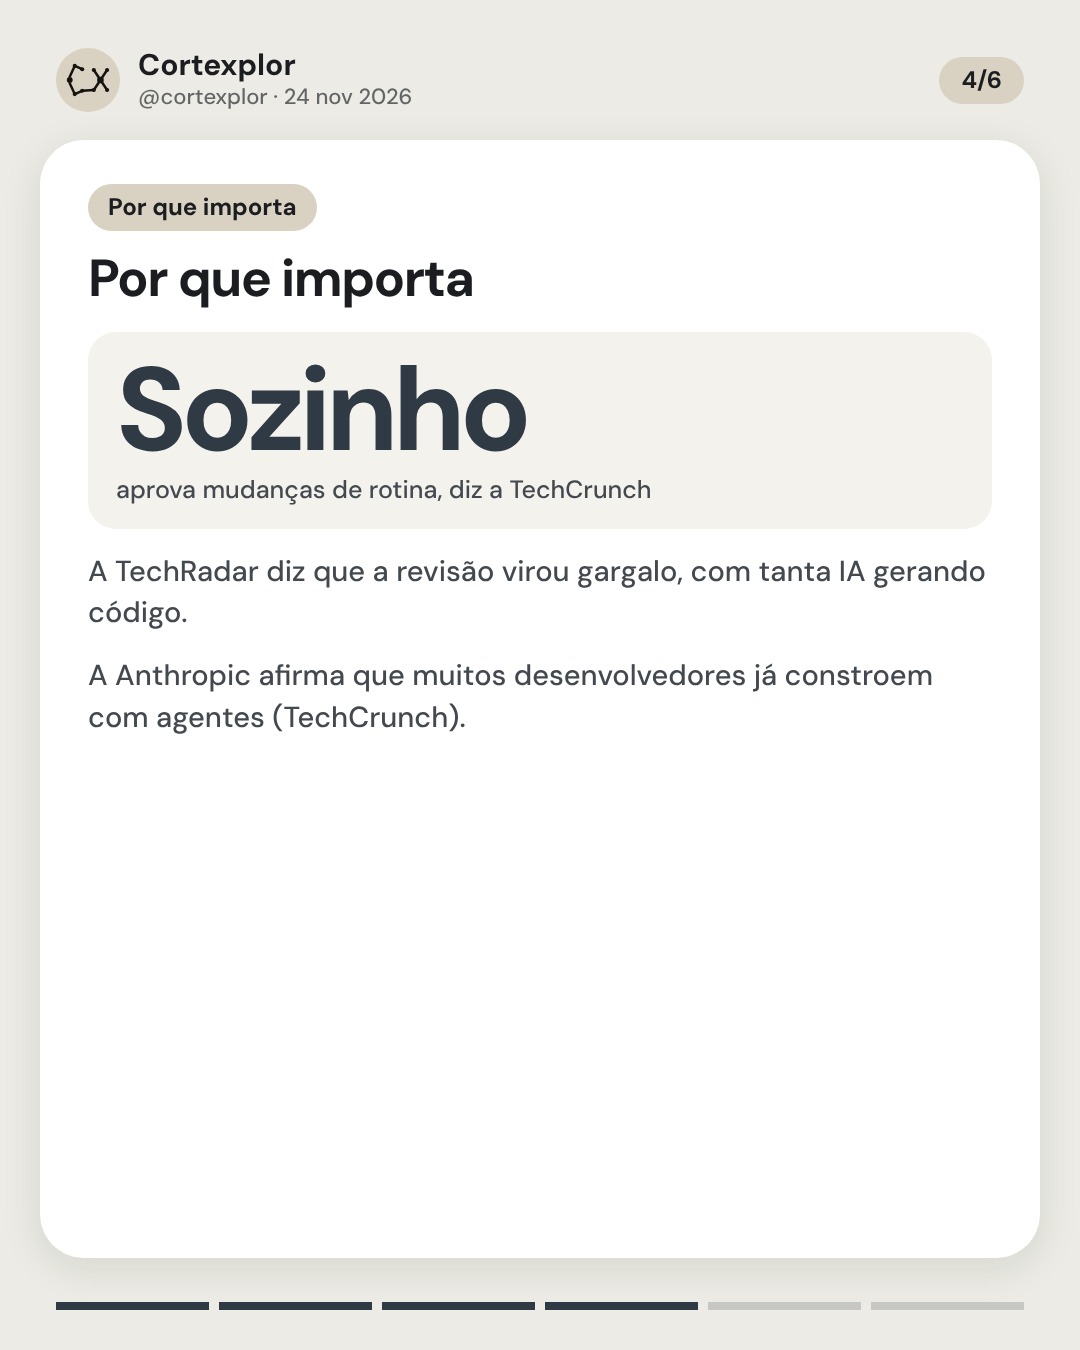 Cortexplor
@cortexplor · 24 nov 2026
4/6
Por que importa
Por que importa
Sozinho
aprova mudanças de rotina, diz a TechCrunch
A TechRadar diz que a revisão virou gargalo, com tanta IA gerando
código.
A Anthropic afirma que muitos desenvolvedores já constroem
com agentes (TechCrunch).